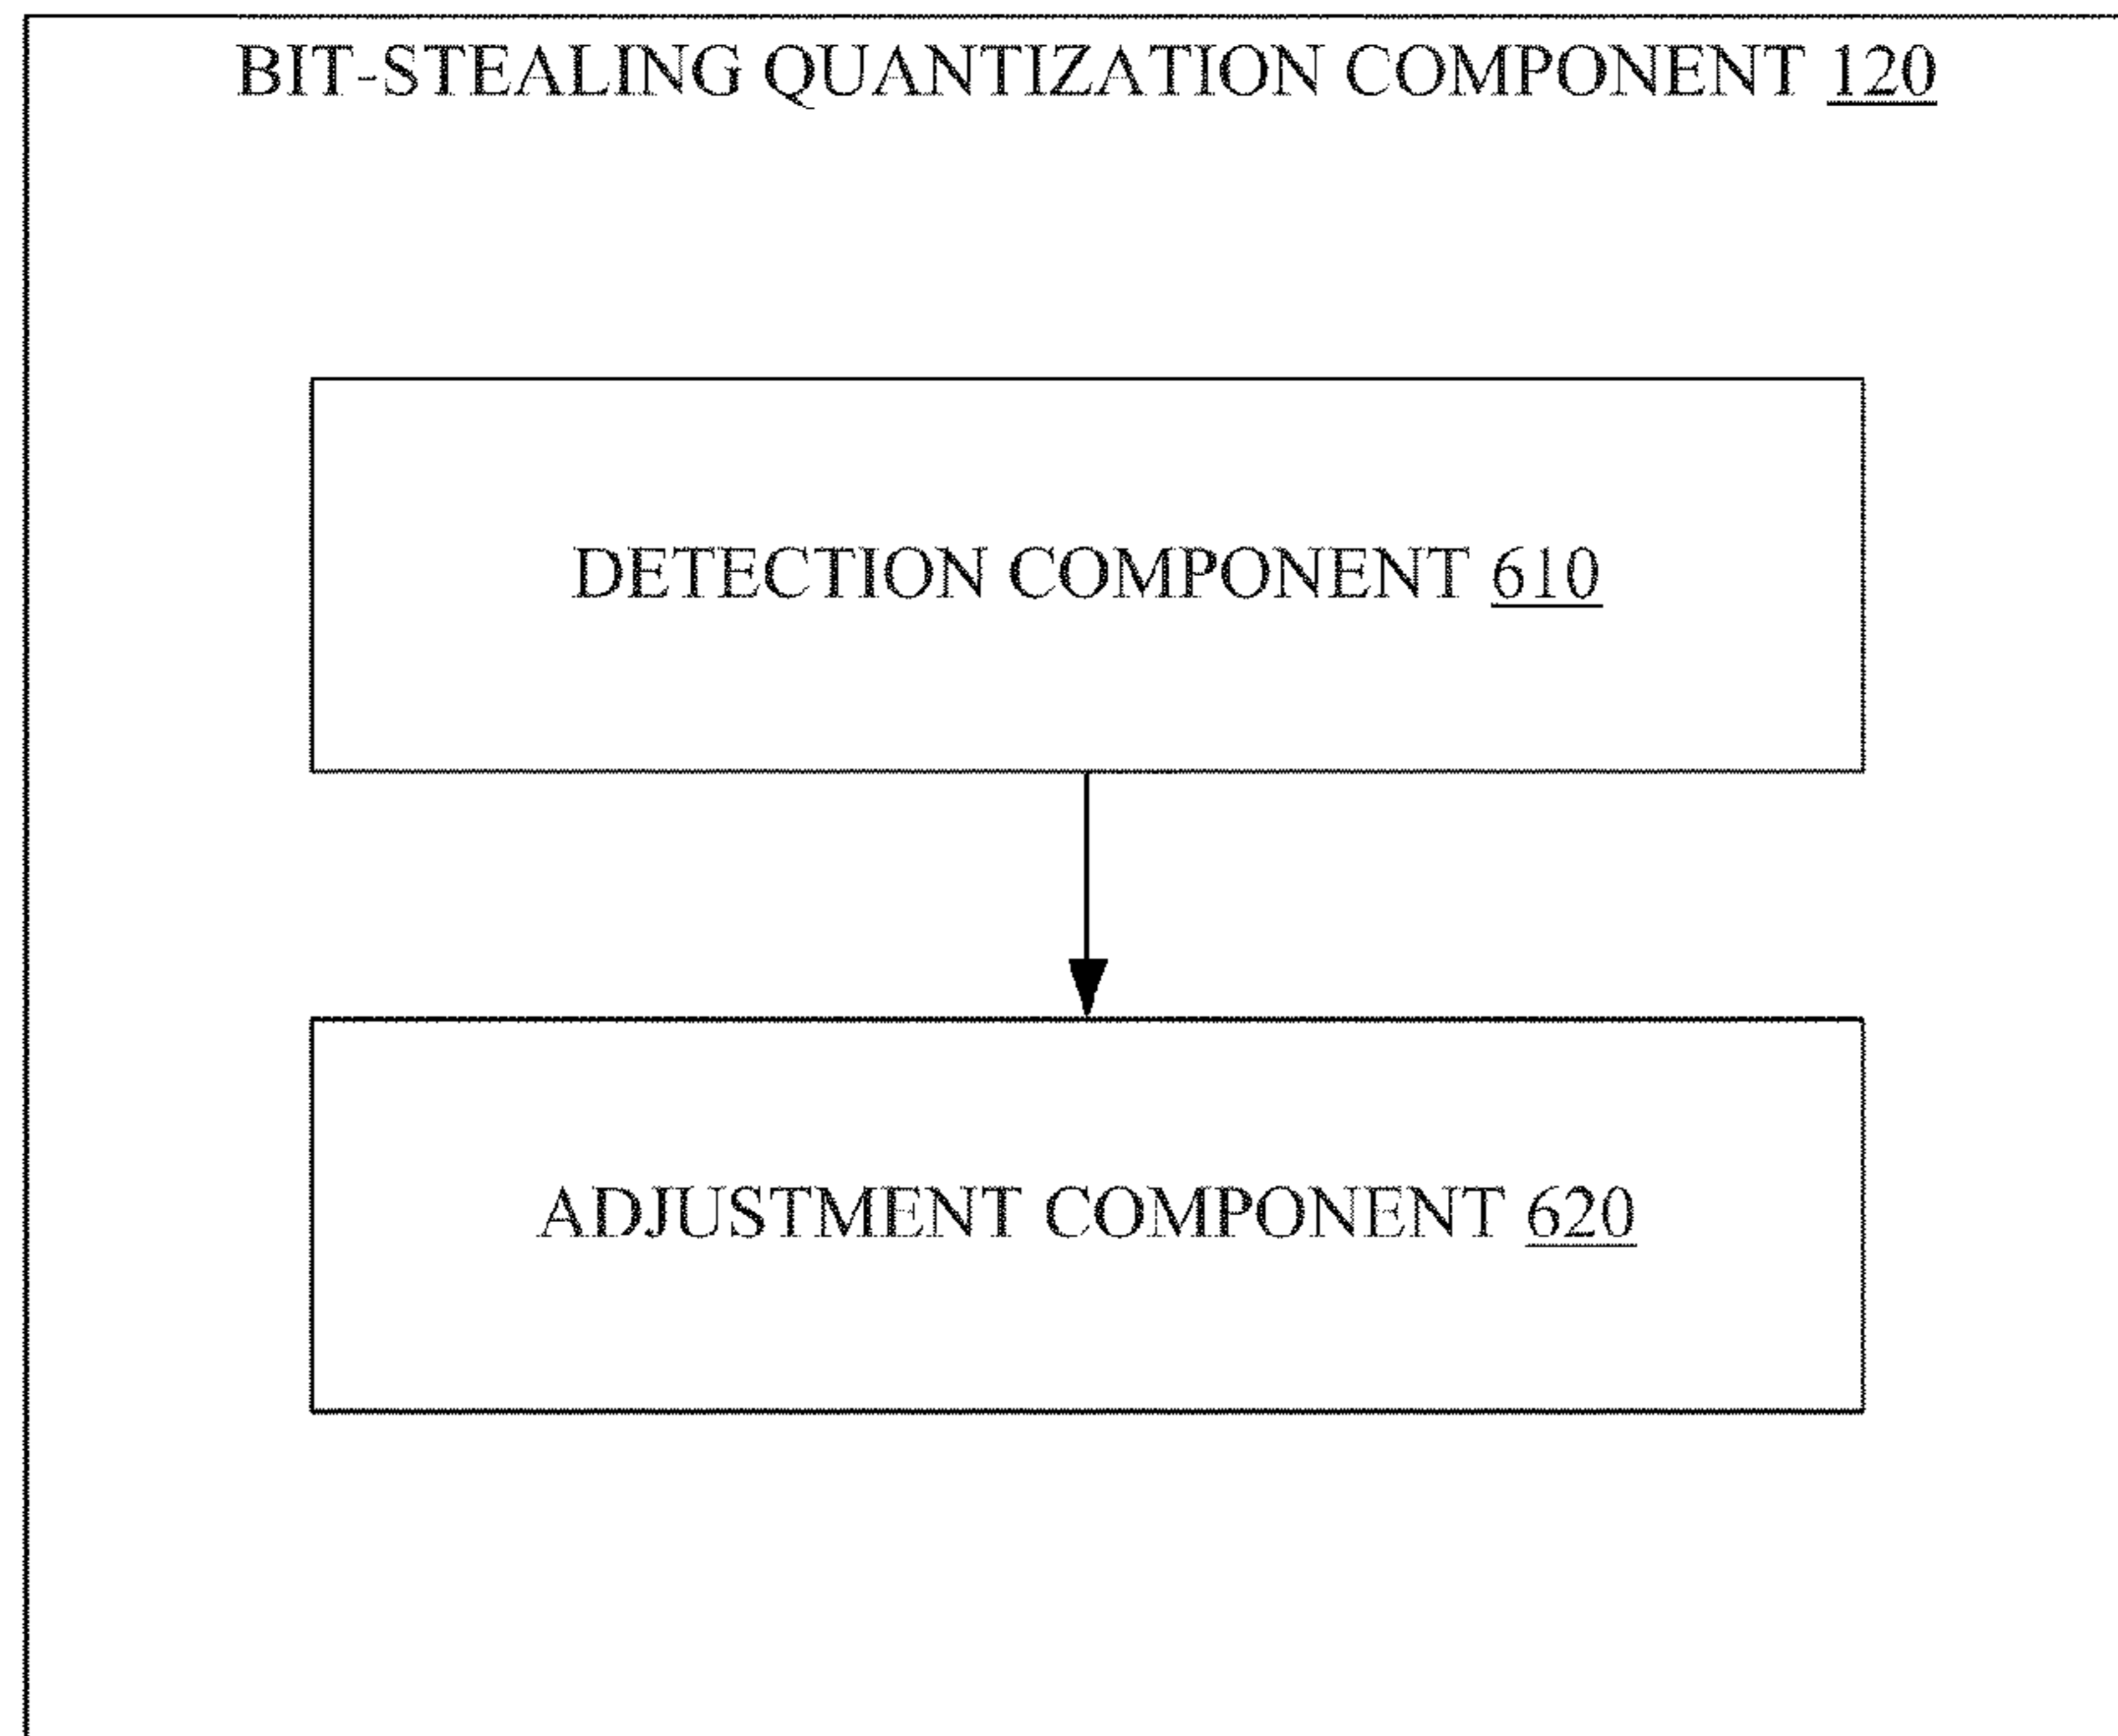 BIT-STEALING QUANTIZATION COMPONENT 120
DETECTION COMPONENT 610
ADJUSTMENT COMPONENT 620